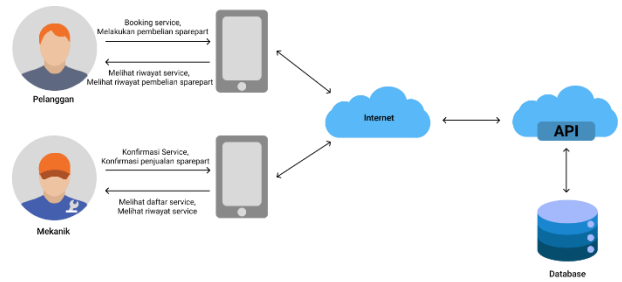 Booking service,
Melakukan pembelian sparepart
Melihat riwayat service,
Melihat riwayat pembelian sparepart
Pelanggan
Konfirmasi Service,
Konfirmasi penjualan sparepart
Melihat daftar service,
Melihat riwayat service
Mekanik
Internet
API
Database